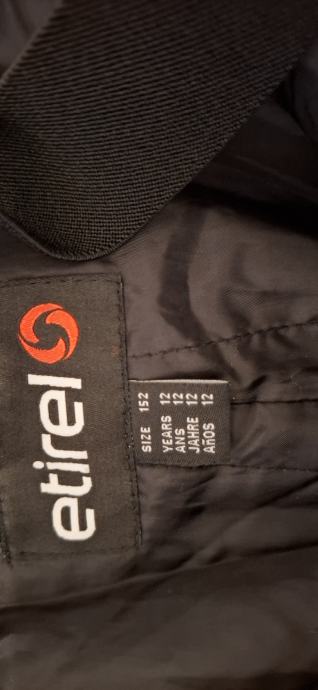 etirel
SIZE 152
YEARS 12
ANS 12
JAHRE 12
AñOS 12